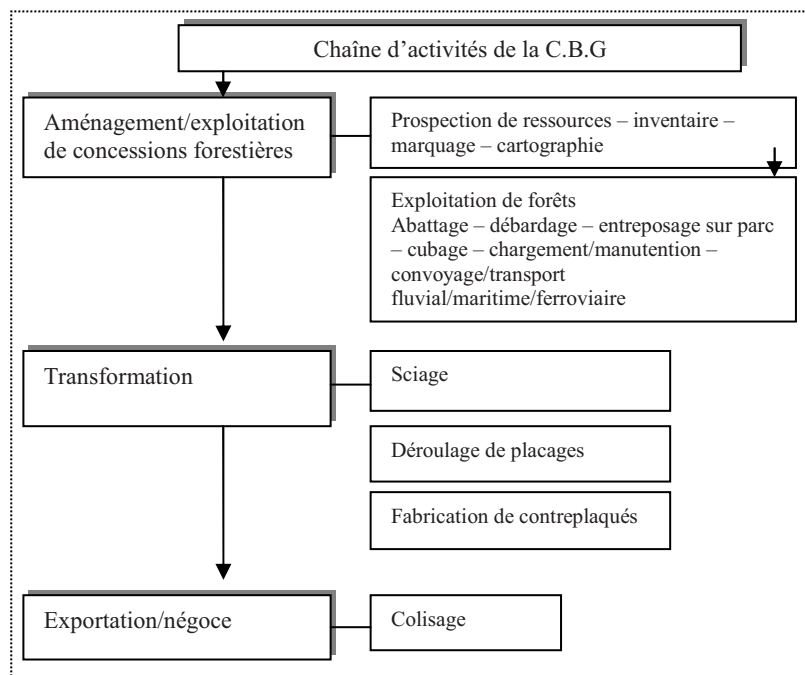 Chaîne d’activités de la C.B.G
Aménagement/exploitation
de concessions forestières
Prospection de ressources – inventaire –
marquage – cartographie
Exploitation de forêts
Abattage – débardage – entreposage sur parc
– cubage – chargement/manutention –
convoyage/transport
fluvial/maritime/ferroviaire
Transformation
Sciage
Déroulage de placages
Fabrication de contreplaqués
Exportation/négoce
Colisage